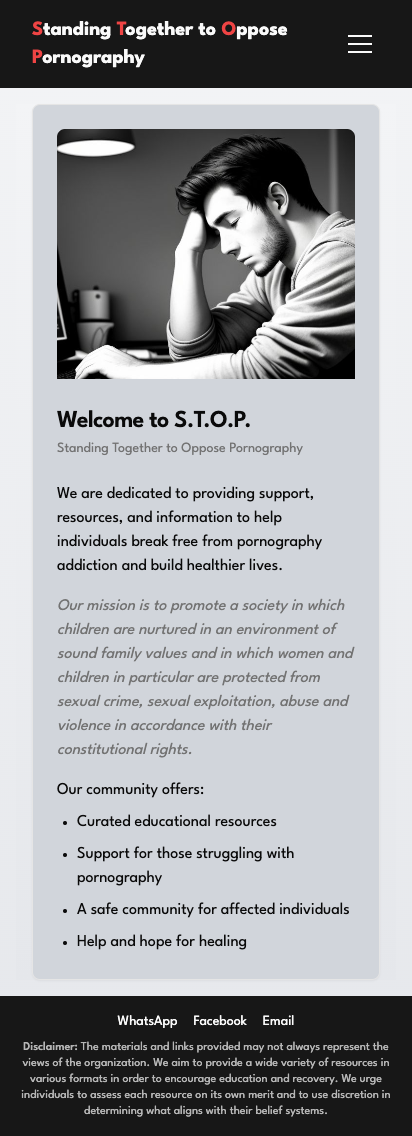 Standing Together to Oppose
Pornography
Welcome to S.T.O.P.
Standing Together to Oppose Pornography
We are dedicated to providing support,
resources, and information to help
individuals break free from pornography
addiction and build healthier lives.
Our mission is to promote a society in which
children are nurtured in an environment of
sound family values and in which women and
children in particular are protected from
sexual crime, sexual exploitation, abuse and
violence in accordance with their
constitutional rights.
Our community offers:
• Curated educational resources
• Support for those struggling with
pornography
• A safe community for affected individuals
• Help and hope for healing
WhatsApp Facebook Email
Disclaimer: The materials and links provided may not always represent the
views of the organization. We aim to provide a wide variety of resources in
various formats in order to encourage education and recovery. We urge
individuals to assess each resource on its own merit and to use discretion in
determining what aligns with their belief systems.